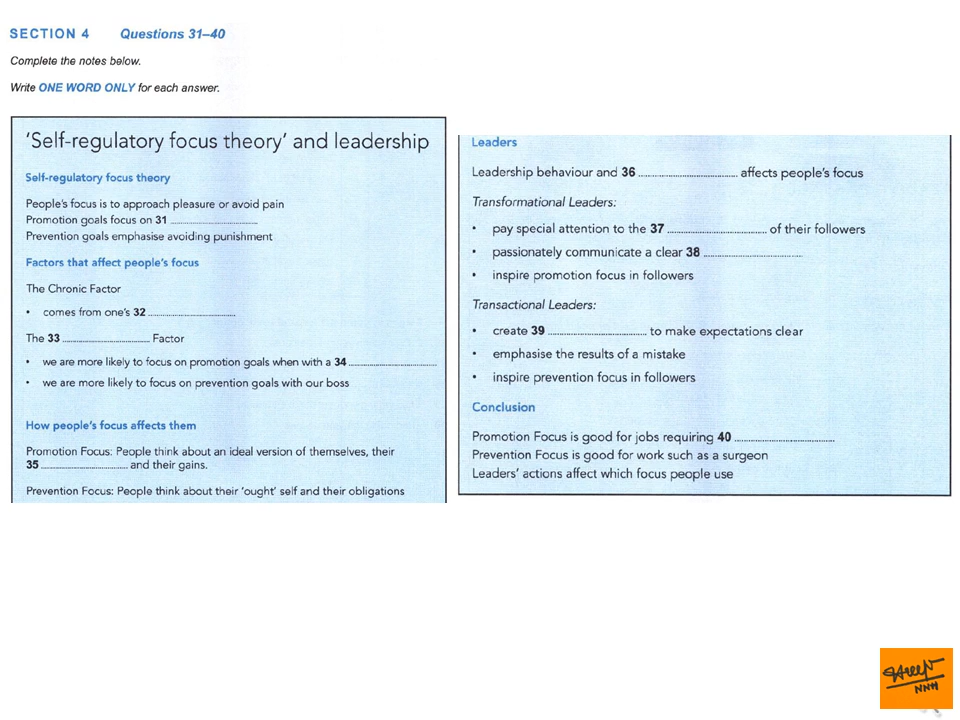 SECTION 4 Questions 31–40
Complete the notes below.
Write ONE WORD ONLY for each answer.
'Self-regulatory focus theory' and leadership
Self-regulatory focus theory
People's focus is to approach pleasure or avoid pain
Promotion goals focus on 31 ........................
Prevention goals emphasise avoiding punishment
Factors that affect people's focus
The Chronic Factor
• comes from one's 32 ........................
The 33 ........................ Factor
• we are more likely to focus on promotion goals when with a 34 ........................
• we are more likely to focus on prevention goals with our boss
How people's focus affects them
Promotion Focus: People think about an ideal version of themselves, their
35 ........................ and their gains.
Prevention Focus: People think about their 'ought' self and their obligations
Leaders
Leadership behaviour and 36 ........................ affects people's focus
Transformational Leaders:
• pay special attention to the 37 ........................ of their followers
• passionately communicate a clear 38 ........................
• inspire promotion focus in followers
Transactional Leaders:
• create 39 ........................ to make expectations clear
• emphasise the results of a mistake
• inspire prevention focus in followers
Conclusion
Promotion Focus is good for jobs requiring 40 ........................
Prevention Focus is good for work such as a surgeon
Leaders' actions affect which focus people use
NNH